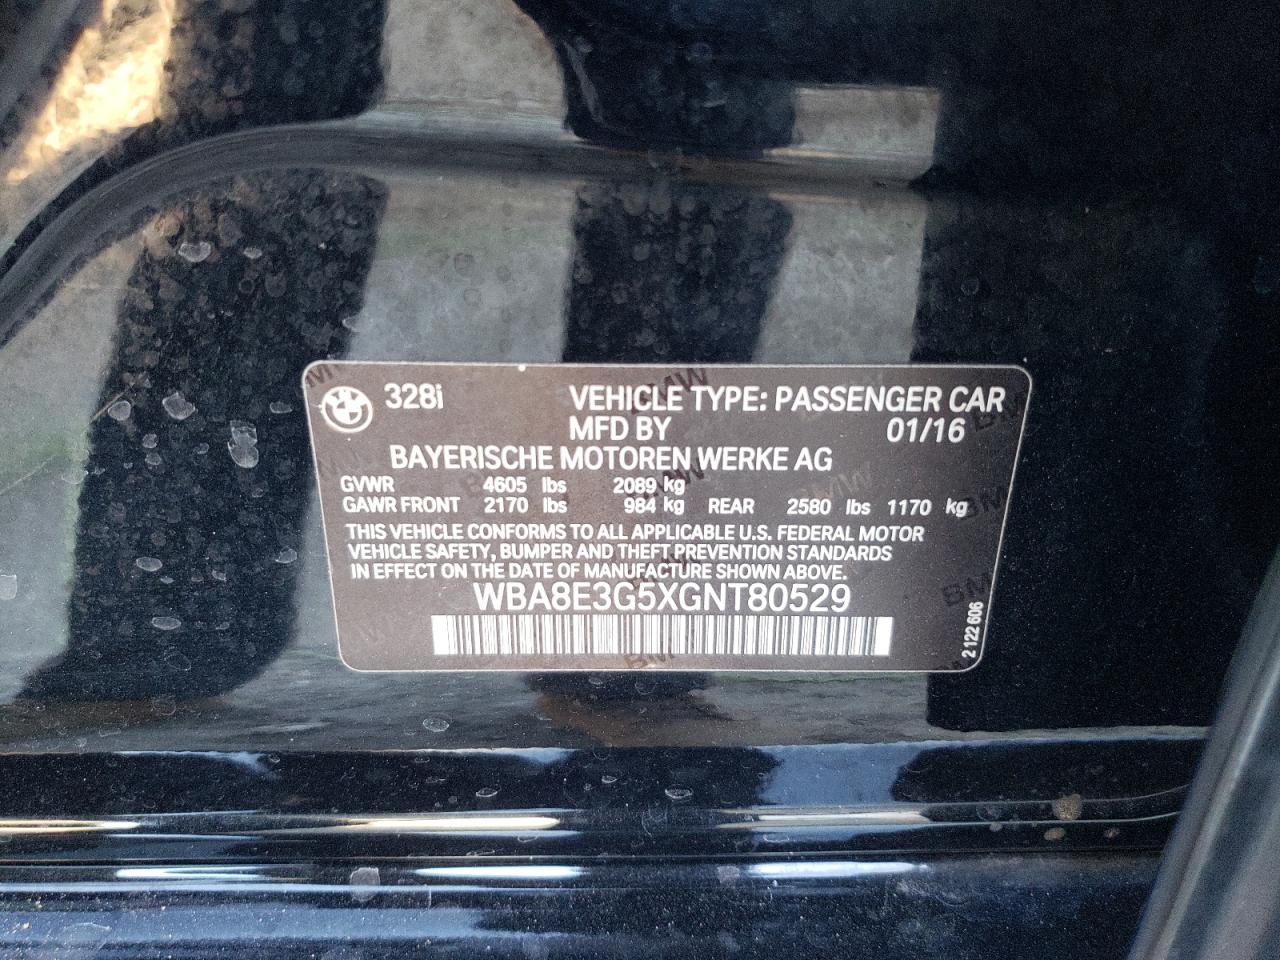 328i VEHICLE TYPE: PASSENGER CAR
MFD BY 01/16
BAYERISCHE MOTOREN WERKE AG
GVWR 4605 lbs 2089 kg
GAWR FRONT 2170 lbs 984 kg REAR 2580 lbs 1170 kg
THIS VEHICLE CONFORMS TO ALL APPLICABLE U.S. FEDERAL MOTOR
VEHICLE SAFETY, BUMPER AND THEFT PREVENTION STANDARDS
IN EFFECT ON THE DATE OF MANUFACTURE SHOWN ABOVE.
WBA8E3G5XGNT80529
2 122 606